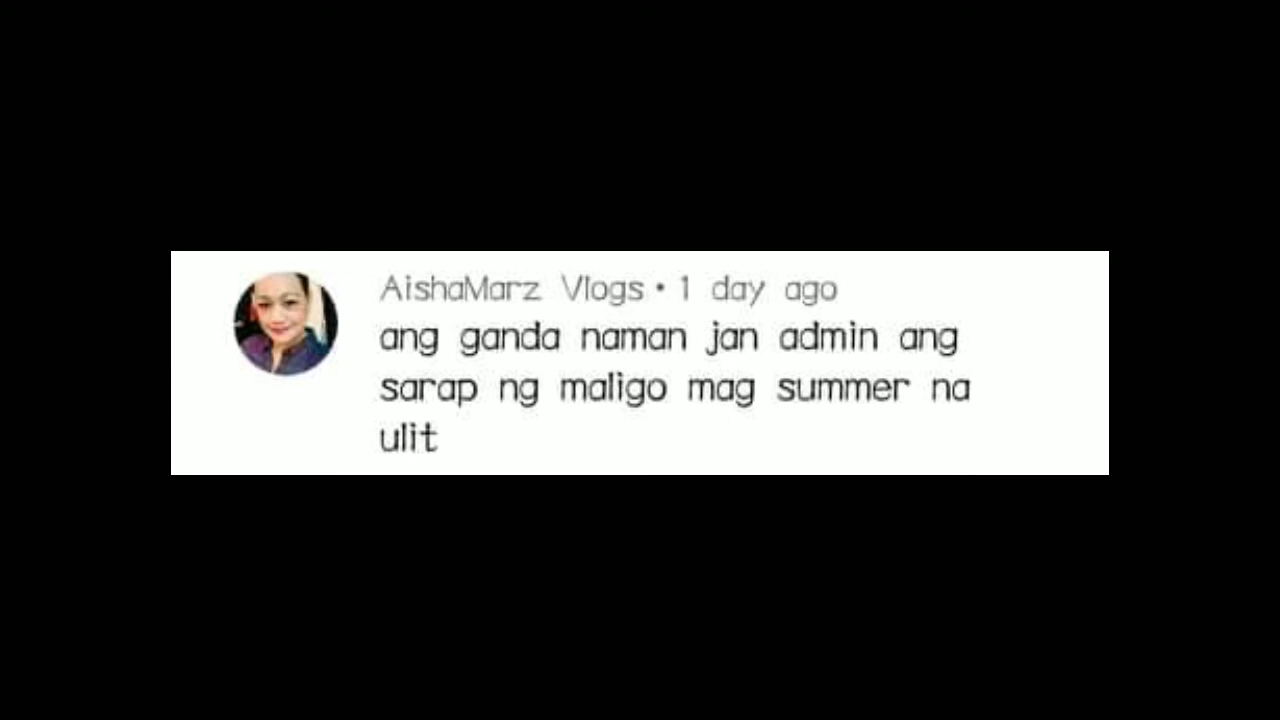 AishaMarz Vlogs • 1 day ago
ang ganda naman jan admin ang
sarap ng maligo mag summer na
ulit